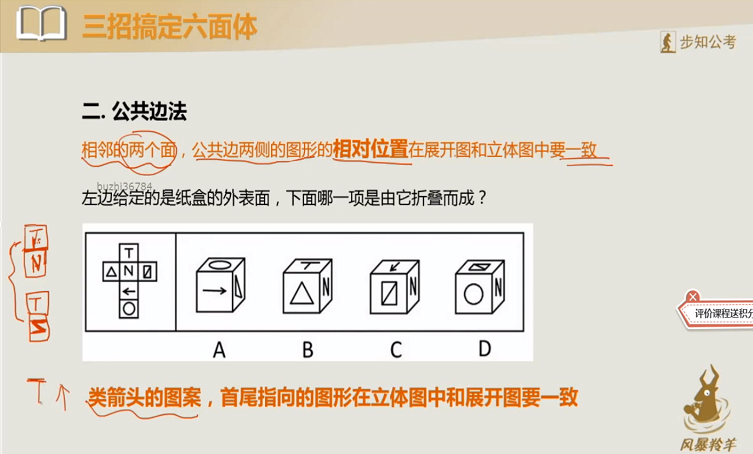 三招搞定六面体
步知公考
二. 公共边法
相邻的两个面，公共边两侧的图形的相对位置在展开图和立体图中要一致
buzhi36784
左边给定的是纸盒的外表面，下面哪一项是由它折叠而成？
T
N
T
T
N
T
N
N
N
A
B
C
D
评价课程送积分
T
类箭头的图案，首尾指向的图形在立体图中和展开图要一致
风暴羚羊